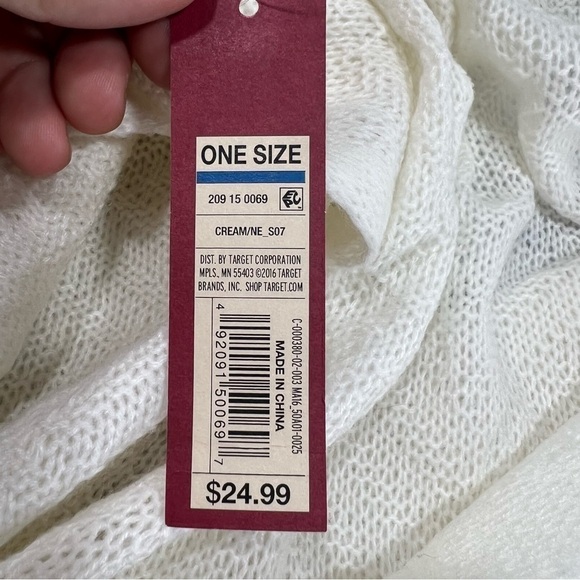 ONE SIZE
209 15 0069
CREAM/NE_S07
DIST. BY TARGET CORPORATION
MPLS., MN 55403 ©2016 TARGET
BRANDS, INC. SHOP TARGET.COM
C-000380-02-003 MA16_50A01-0025
MADE IN CHINA
4 92091 50069 7
$24.99